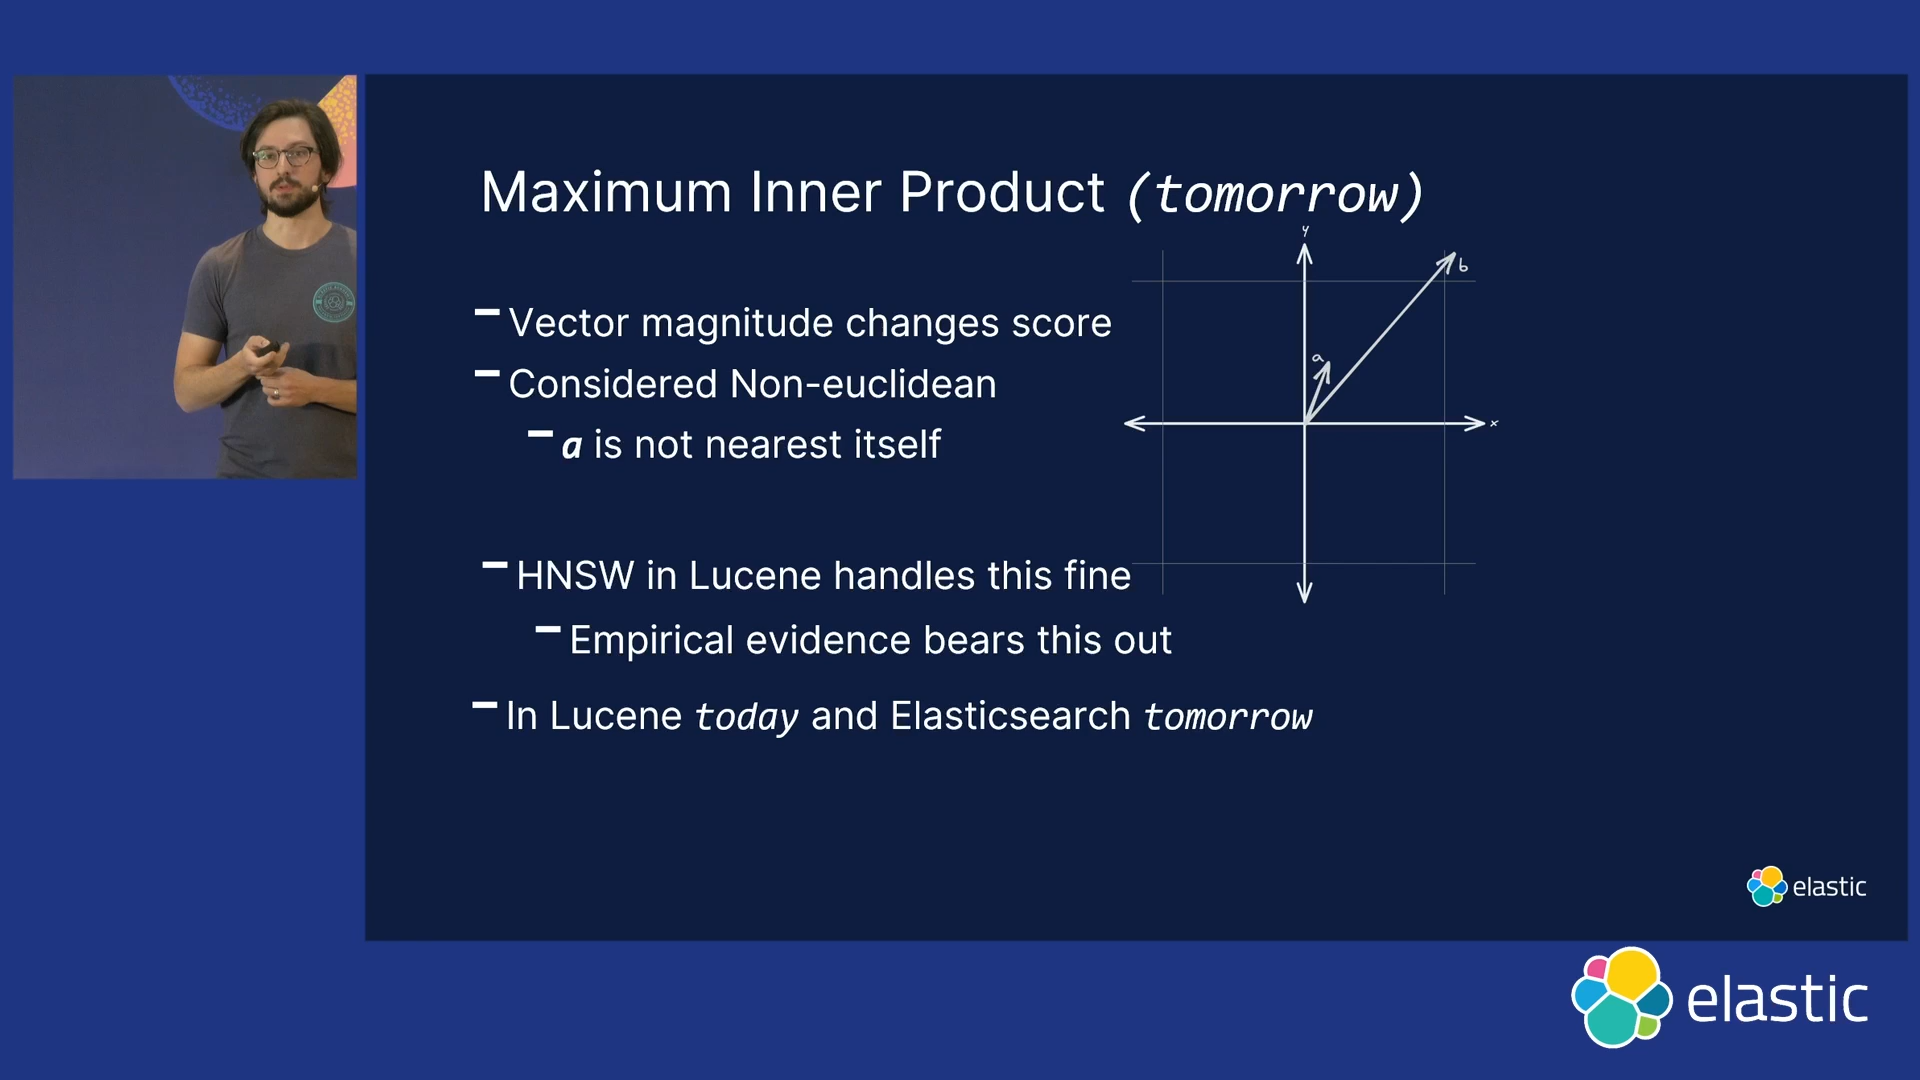 Maximum Inner Product (tomorrow)
y
b
a
x
– Vector magnitude changes score
– Considered Non-euclidean
– a is not nearest itself
– HNSW in Lucene handles this fine
– Empirical evidence bears this out
– In Lucene today and Elasticsearch tomorrow
elastic
elastic